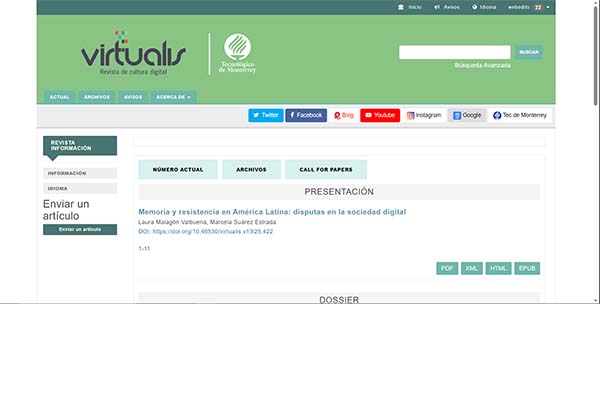 Inicio Avisos Idioma webedito 22
virtualis
Revista de cultura digital
Tecnológico
de Monterrey
BUSCAR
Búsqueda Avanzada
ACTUAL ARCHIVOS AVISOS ACERCA DE
Twitter Facebook Blog Youtube Instagram Google Tec de Monterrey
REVISTA
INFORMACIÓN
INFORMACIÓN
IDIOMA
Enviar un
artículo
Enviar un artículo
NÚMERO ACTUAL ARCHIVOS CALL FOR PAPERS
PRESENTACIÓN
Memoria y resistencia en América Latina: disputas en la sociedad digital
Laura Malagón Valbuena, Marcela Suárez Estrada
DOI: https://doi.org/10.46530/virtualis.v13i25.422
1-11
PDF XML HTML EPUB
DOSSIER